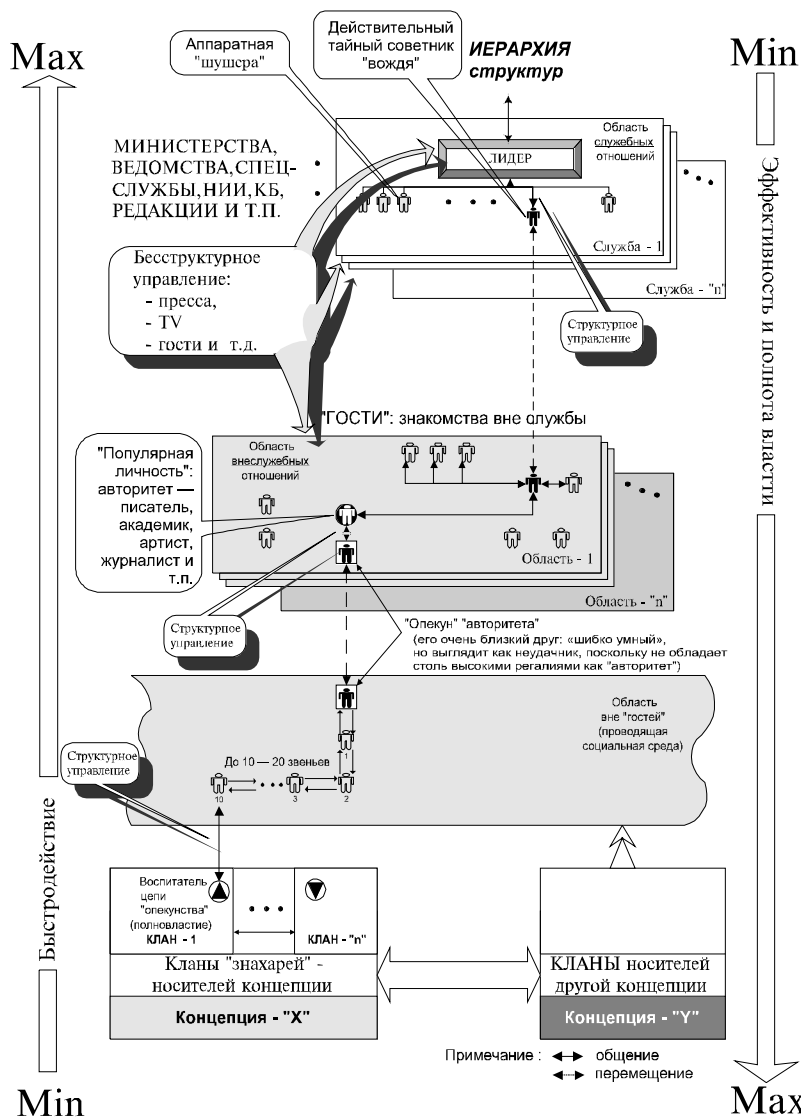 Max
Аппаратная
"шушера"
Действительный
тайный советник
"вождя"
ИЕРАРХИЯ
структур
Min
МИНИСТЕРСТВА,
ВЕДОМСТВА,СПЕЦ-
СЛУЖБЫ,НИИ,КБ,
РЕДАКЦИИ И Т.П.
Область
служебных
отношений
ЛИДЕР
Служба - 1
Служба - "n"
Бесструктурное
управление:
- пресса,
- TV
- гости и т.д.
Структурное
управление
"ГОСТИ": знакомства вне службы
"Популярная
личность":
авторитет —
писатель,
академик,
артист,
журналист и
т.п.
Область
внеслужебных
отношений
Область - 1
Область - "n"
Структурное
управление
"Опекун" "авторитета"
(его очень близкий друг: «шибко умный»,
но выглядит как неудачник, поскольку не обладает
столь высокими регалиями как "авторитет")
Область
вне "гостей"
(проводящая
социальная среда)
Структурное
управление
До 10 — 20 звеньев
1
10
3
2
Быстродействие
Эффективность и полнота властти
Воспитатель
цепи
"опекунства"
(полновластие)
КЛАН - 1
КЛАН - "n"
Кланы "знахарей" -
носителей концепции
Концепция - "X"
КЛАНЫ носителей
другой концепции
Концепция - "Y"
Примечание : общение
перемещение
Min
Max